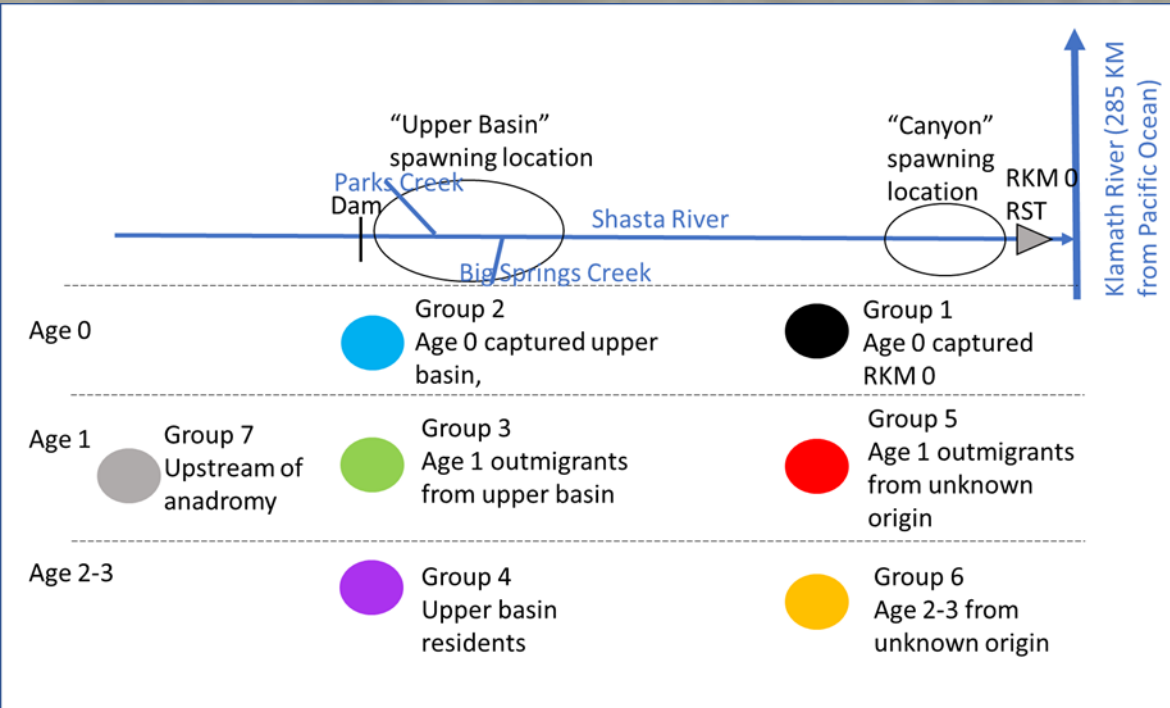 "Upper Basin"
spawning location
Parks Creek
Dam
Shasta River
Big Springs Creek
"Canyon"
spawning
location
RKM 0
RST
Klamath River (285 KM
from Pacific Ocean)
Age 0
Group 2
Age 0 captured upper
basin,
Group 1
Age 0 captured
RKM 0
Age 1
Group 7
Upstream of
anadromy
Group 3
Age 1 outmigrants
from upper basin
Group 5
Age 1 outmigrants
from unknown
origin
Age 2-3
Group 4
Upper basin
residents
Group 6
Age 2-3 from
unknown origin